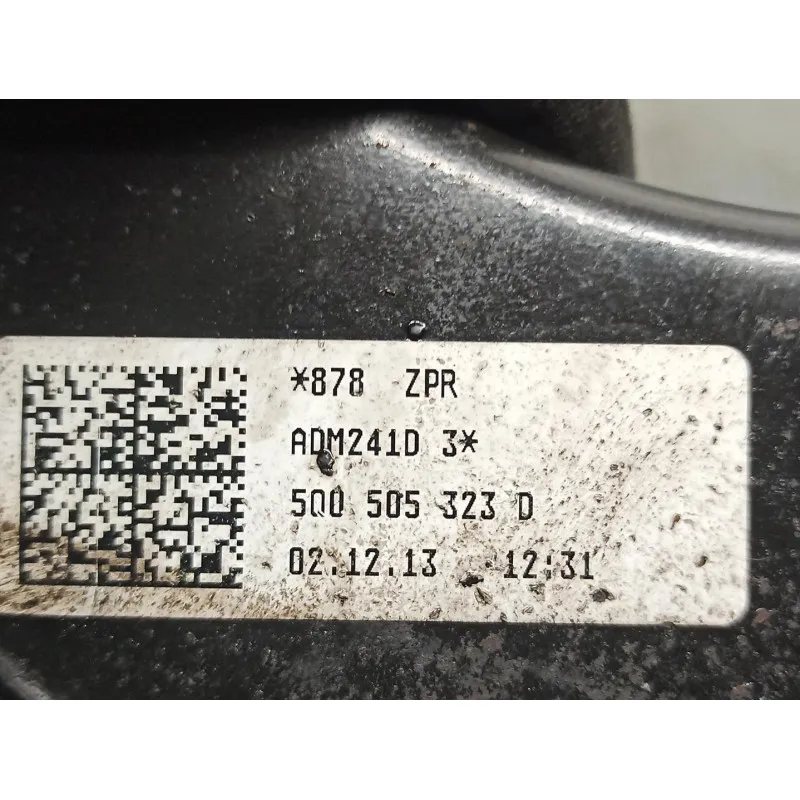 *878 ZPR
ADM241D 3*
5Q0 505 323 D
02.12.13 12:31